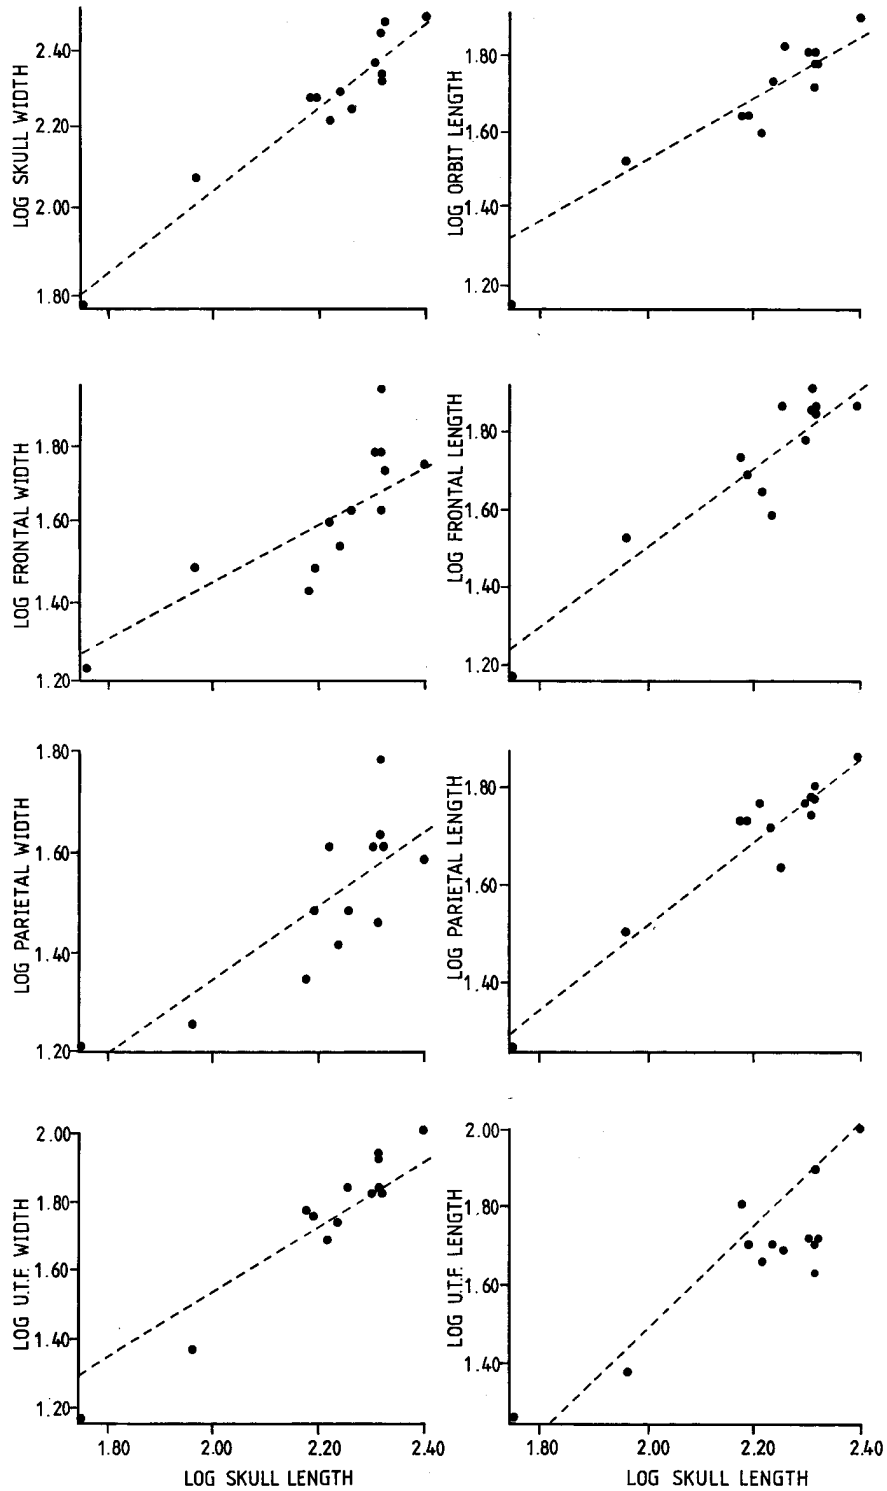 LOG SKULL WIDTH
2.40
2.20
2.00
1.80
LOG ORBIT LENGTH
1.80
1.60
1.40
1.20
LOG FRONTAL WIDTH
1.80
1.60
1.40
1.20
LOG FRONTAL LENGTH
1.80
1.60
1.40
1.20
LOG PARIETAL WIDTH
1.80
1.60
1.40
1.20
LOG PARIETAL LENGTH
1.80
1.60
1.40
LOG U.T.F. WIDTH
2.00
1.80
1.60
1.40
1.20
1.80 2.00 2.20 2.40
LOG SKULL LENGTH
LOG U.T.F. LENGTH
2.00
1.80
1.60
1.40
1.80 2.00 2.20 2.40
LOG SKULL LENGTH